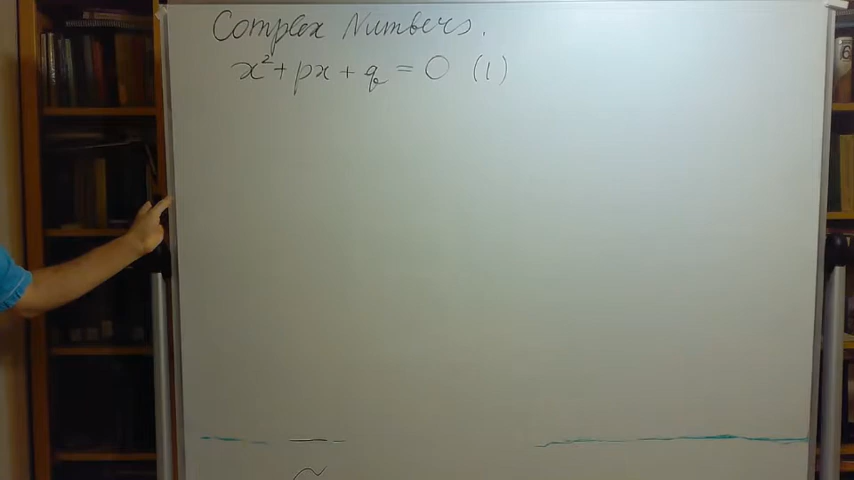 Complex Numbers.
x² + px + q = 0 (1)